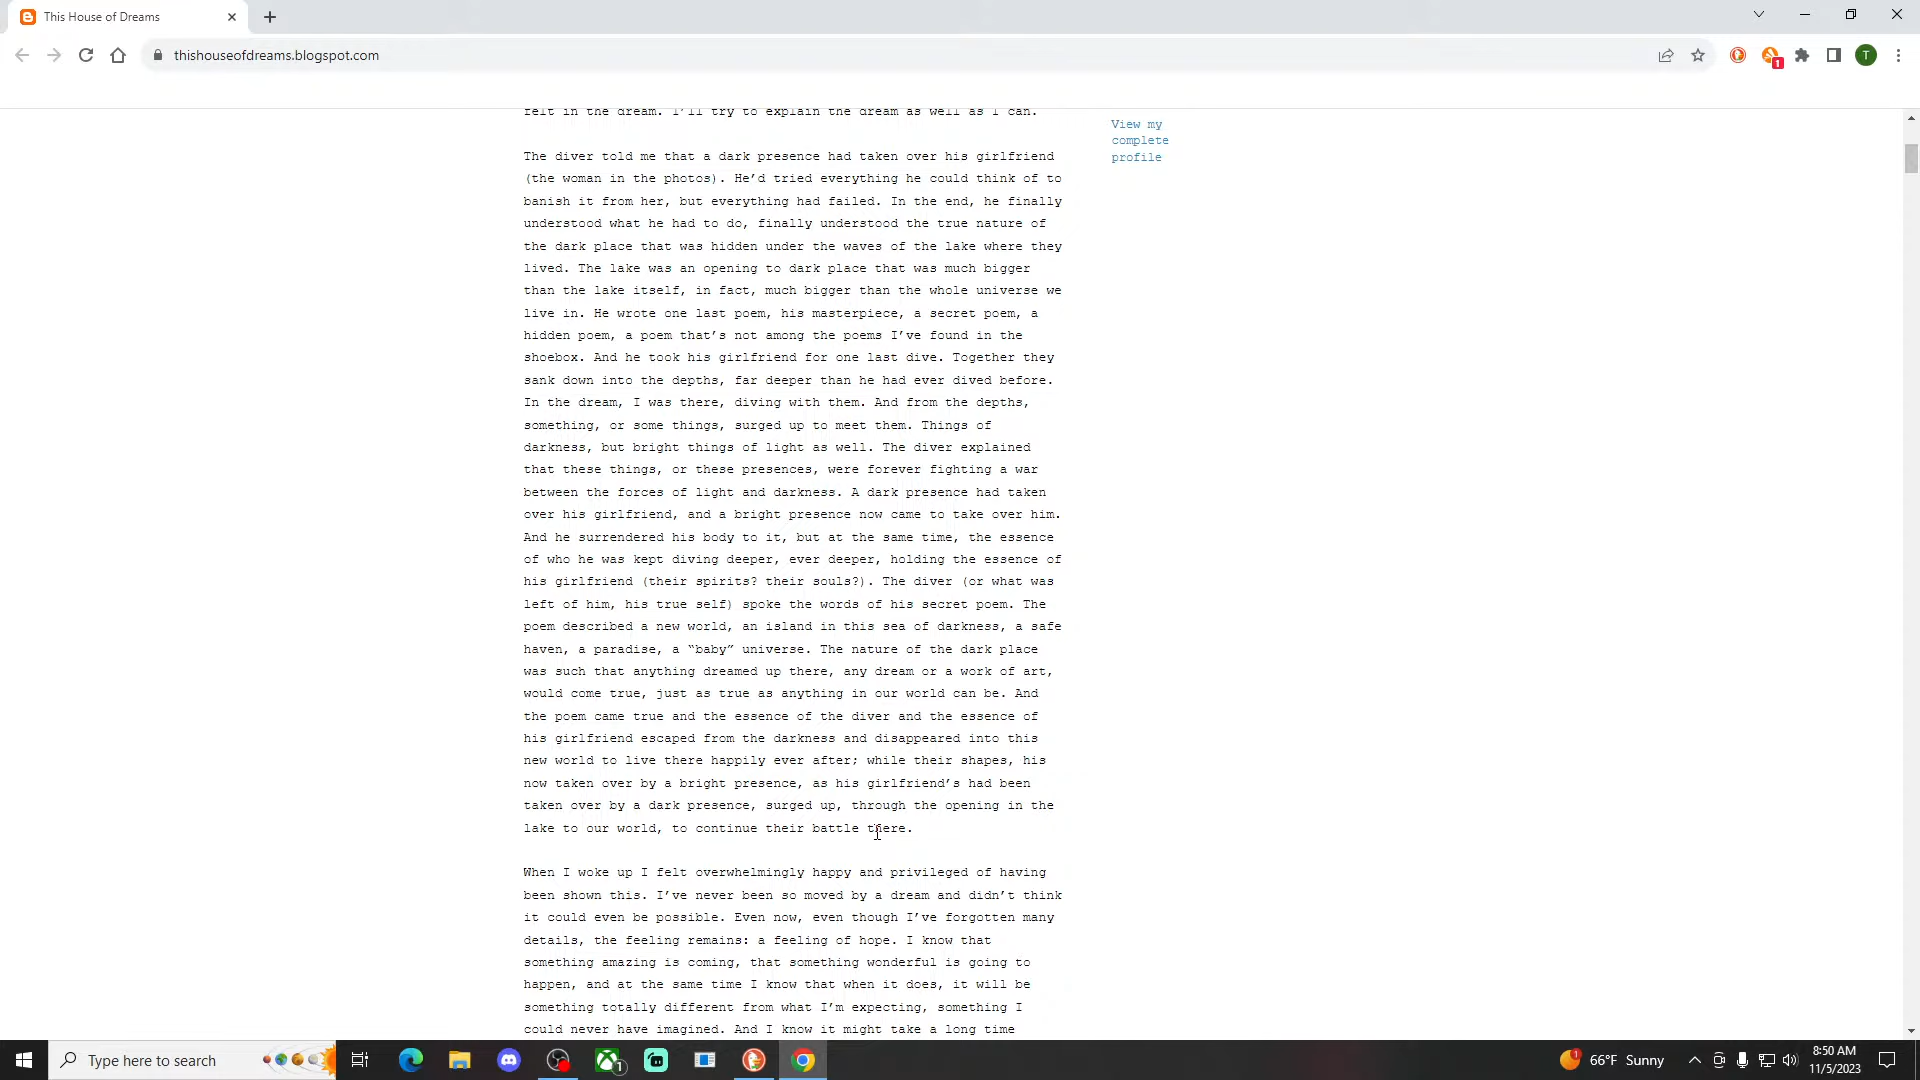 This House of Dreams
thishouseofdreams.blogspot.com
1
T
felt in the dream. I'll try to explain the dream as well as I can.
The diver told me that a dark presence had taken over his girlfriend
(the woman in the photos). He’d tried everything he could think of to
banish it from her, but everything had failed. In the end, he finally
understood what he had to do, finally understood the true nature of
the dark place that was hidden under the waves of the lake where they
lived. The lake was an opening to dark place that was much bigger
than the lake itself, in fact, much bigger than the whole universe we
live in. He wrote one last poem, his masterpiece, a secret poem, a
hidden poem, a poem that’s not among the poems I’ve found in the
shoebox. And he took his girlfriend for one last dive. Together they
sank down into the depths, far deeper than he had ever dived before.
In the dream, I was there, diving with them. And from the depths,
something, or some things, surged up to meet them. Things of
darkness, but bright things of light as well. The diver explained
that these things, or these presences, were forever fighting a war
between the forces of light and darkness. A dark presence had taken
over his girlfriend, and a bright presence now came to take over him.
And he surrendered his body to it, but at the same time, the essence
of who he was kept diving deeper, ever deeper, holding the essence of
his girlfriend (their spirits? their souls?). The diver (or what was
left of him, his true self) spoke the words of his secret poem. The
poem described a new world, an island in this sea of darkness, a safe
haven, a paradise, a “baby” universe. The nature of the dark place
was such that anything dreamed up there, any dream or a work of art,
would come true, just as true as anything in our world can be. And
the poem came true and the essence of the diver and the essence of
his girlfriend escaped from the darkness and disappeared into this
new world to live there happily ever after; while their shapes, his
now taken over by a bright presence, as his girlfriend’s had been
taken over by a dark presence, surged up, through the opening in the
lake to our world, to continue their battle there.
When I woke up I felt overwhelmingly happy and privileged of having
been shown this. I’ve never been so moved by a dream and didn’t think
it could even be possible. Even now, even though I’ve forgotten many
details, the feeling remains: a feeling of hope. I know that
something amazing is coming, that something wonderful is going to
happen, and at the same time I know that when it does, it will be
something totally different from what I’m expecting, something I
could never have imagined. And I know it might take a long time
View my
complete
profile
Type here to search
1
1
66°F Sunny
8:50 AM
11/5/2023